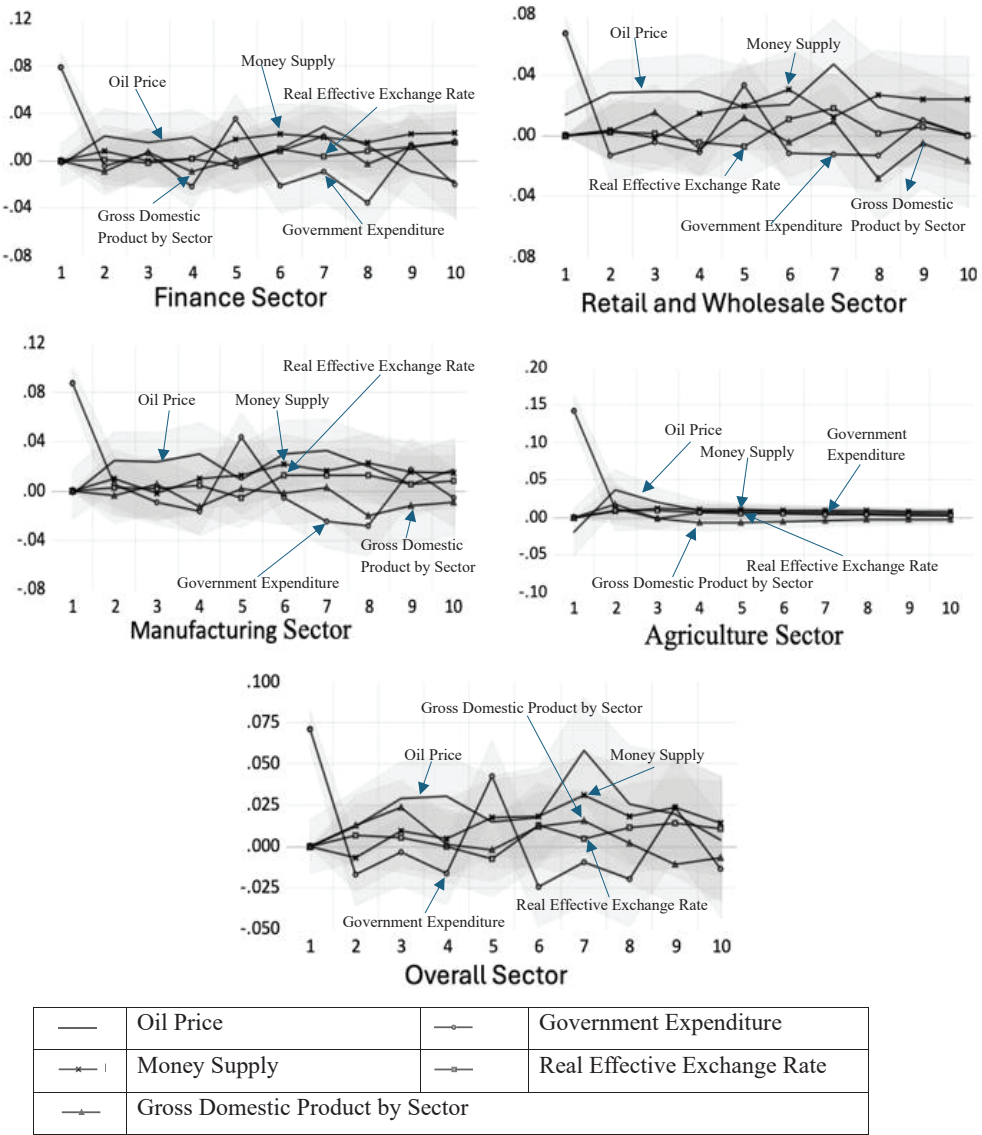 .12
.08
.04
.00
-.04
-.08
Oil Price
Money Supply
Real Effective Exchange Rate
Gross Domestic
Product by Sector
Government Expenditure
1 2 3 4 5 6 7 8 9 10
Finance Sector
.08
.04
.00
.04
.08
Oil Price
Money Supply
Real Effective Exchange Rate
Government Expenditure
Gross Domestic
Product by Sector
1 2 3 4 5 6 7 8 9 10
Retail and Wholesale Sector
.12
.08
.04
.00
-.04
-.08
Real Effective Exchange Rate
Oil Price
Money Supply
Gross Domestic
Product by Sector
Government Expenditure
1 2 3 4 5 6 7 8 9 10
Manufacturing Sector
.20
.15
.10
.05
.00
-.05
-.10
Oil Price
Money Supply
Government
Expenditure
Real Effective Exchange Rate
Gross Domestic Product by Sector
1 2 3 4 5 6 7 8 9 10
Agriculture Sector
.100
.075
.050
.025
.000
-.025
-.050
Gross Domestic Product by Sector
Oil Price
Money Supply
Real Effective Exchange Rate
Government Expenditure
1 2 3 4 5 6 7 8 9 10
Overall Sector
Oil Price
Government Expenditure
Money Supply
Real Effective Exchange Rate
Gross Domestic Product by Sector